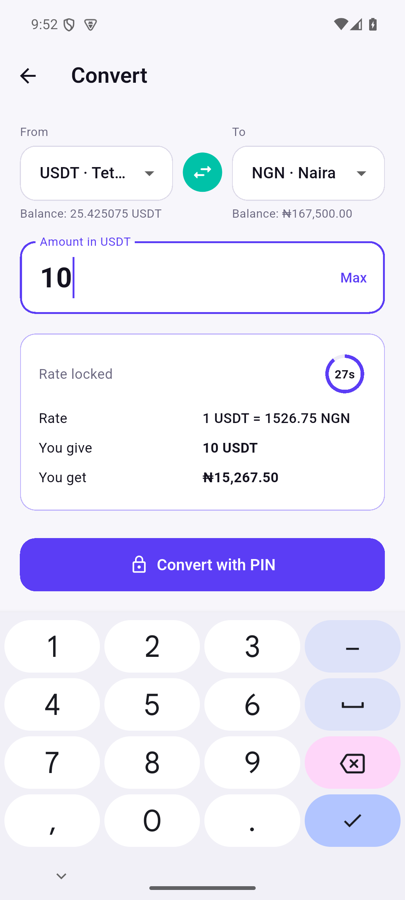 9:52
Convert
From
To
USDT · Tet...
NGN · Naira
Balance: 25.425075 USDT
Balance: ₦167,500.00
Amount in USDT
10
Max
Rate locked
27s
Rate
1 USDT = 1526.75 NGN
You give
10 USDT
You get
₦15,267.50
Convert with PIN
1 2 3 –
4 5 6
7 8 9
, 0 .